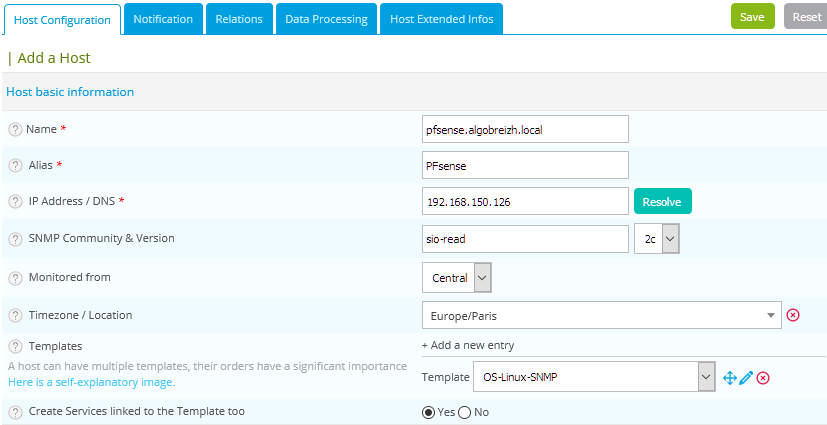 Host Configuration Notification Relations Data Processing Host Extended Infos Save Reset
| Add a Host
Host basic information
? Name * pfsense.algobreizh.local
? Alias * PFsense
? IP Address / DNS * 192.168.150.126 Resolve
? SNMP Community & Version sio-read 2c
? Monitored from Central
? Timezone / Location Europe/Paris
? Templates + Add a new entry
A host can have multiple templates, their orders have a significant importance
Here is a self-explanatory image. Template OS-Linux-SNMP
? Create Services linked to the Template too Yes No